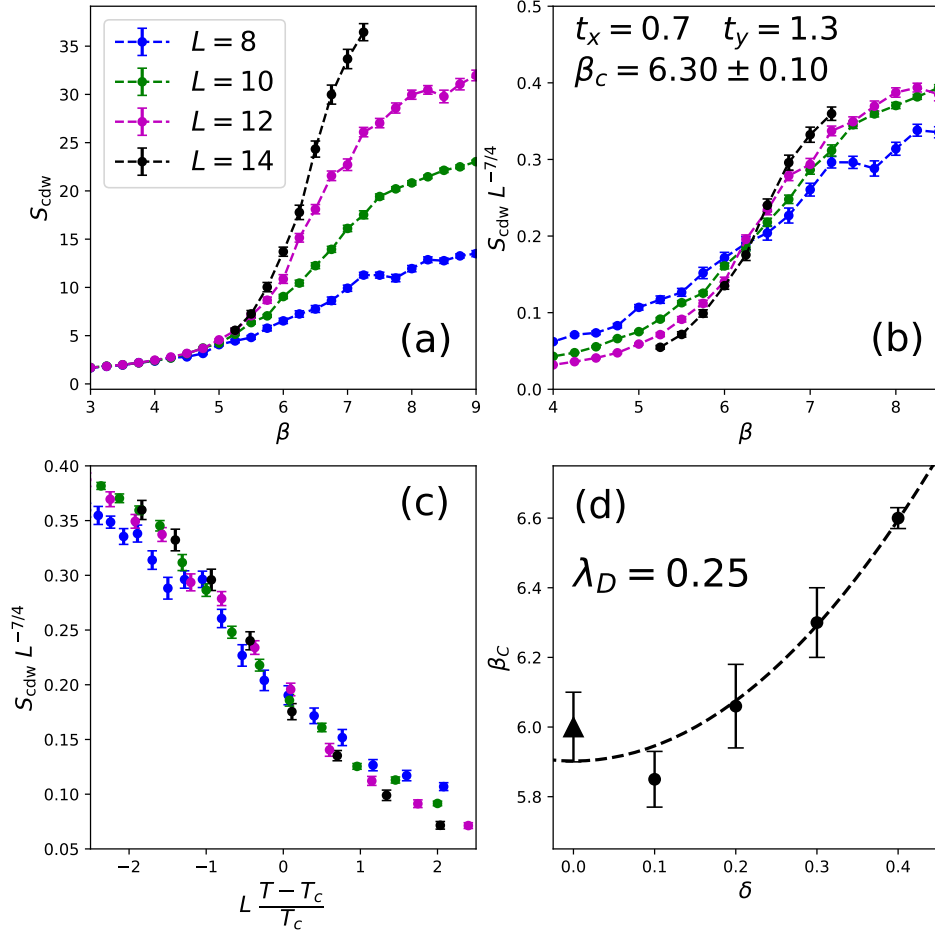 35
30
25
20
15
10
5
0
S_cdw
L = 8
L = 10
L = 12
L = 14
(a)
3 4 5 6 7 8 9
β
0.5
0.4
0.3
0.2
0.1
0.0
S_cdw L^{-7/4}
t_x = 0.7 t_y = 1.3
β_c = 6.30 ± 0.10
(b)
4 5 6 7 8
β
0.40
0.35
0.30
0.25
0.20
0.15
0.10
0.05
S_cdw L^{-7/4}
(c)
−2 −1 0 1 2
L \frac{T − T_c}{T_c}
6.6
6.4
6.2
6.0
5.8
β_C
(d)
λ_D = 0.25
0.0 0.1 0.2 0.3 0.4
δ